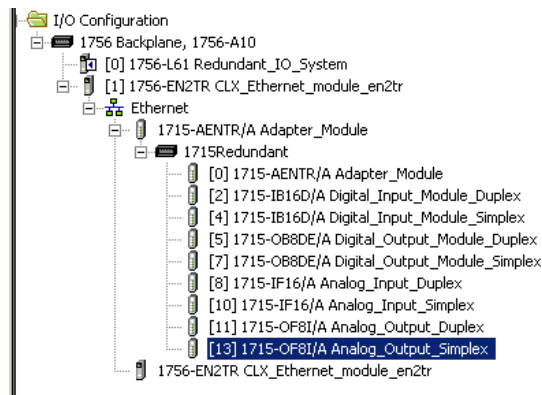 I/O Configuration
1756 Backplane, 1756-A10
[0] 1756-L61 Redundant_IO_System
[1] 1756-EN2TR CLX_Ethernet_module_en2tr
Ethernet
1715-AENTR/A Adapter_Module
1715Redundant
[0] 1715-AENTR/A Adapter_Module
[2] 1715-IB16D/A Digital_Input_Module_Duplex
[4] 1715-IB16D/A Digital_Input_Module_Simplex
[5] 1715-OB8DE/A Digital_Output_Module_Duplex
[7] 1715-OB8DE/A Digital_Output_Module_Simplex
[8] 1715-IF16/A Analog_Input_Duplex
[10] 1715-IF16/A Analog_Input_Simplex
[11] 1715-OF8I/A Analog_Output_Duplex
[13] 1715-OF8I/A Analog_Output_Simplex
1756-EN2TR CLX_Ethernet_module_en2tr